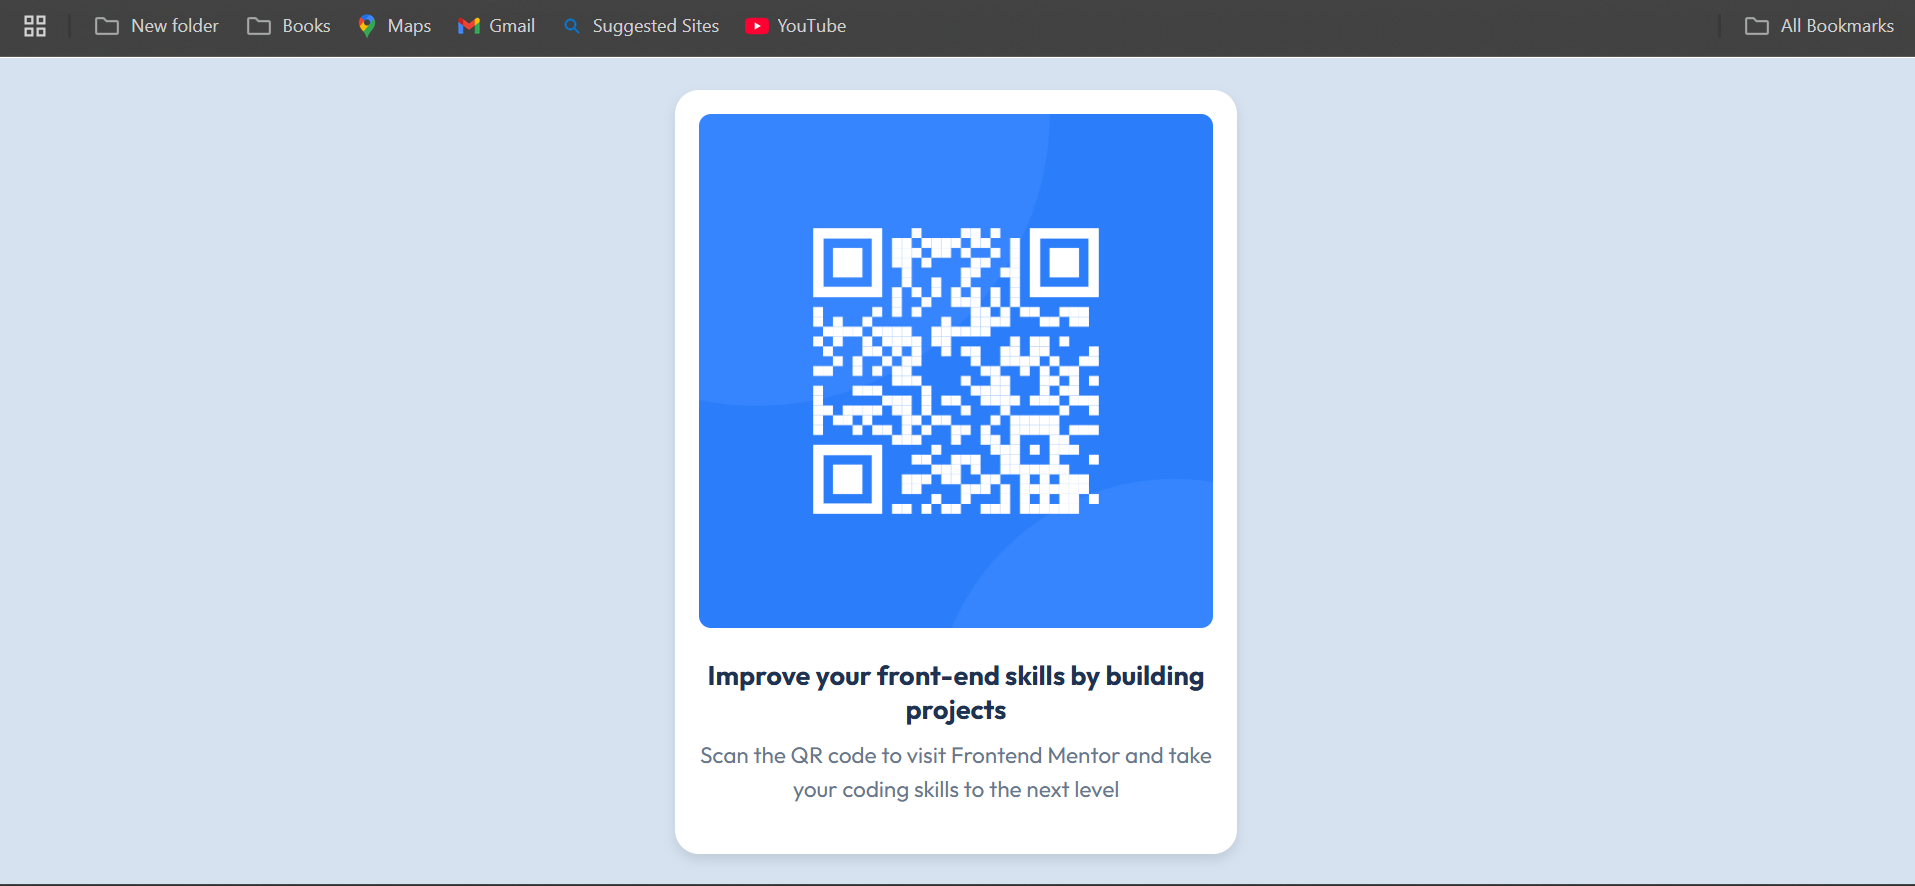 New folder Books Maps Gmail Suggested Sites YouTube All Bookmarks
Improve your front-end skills by building
projects
Scan the QR code to visit Frontend Mentor and take
your coding skills to the next level